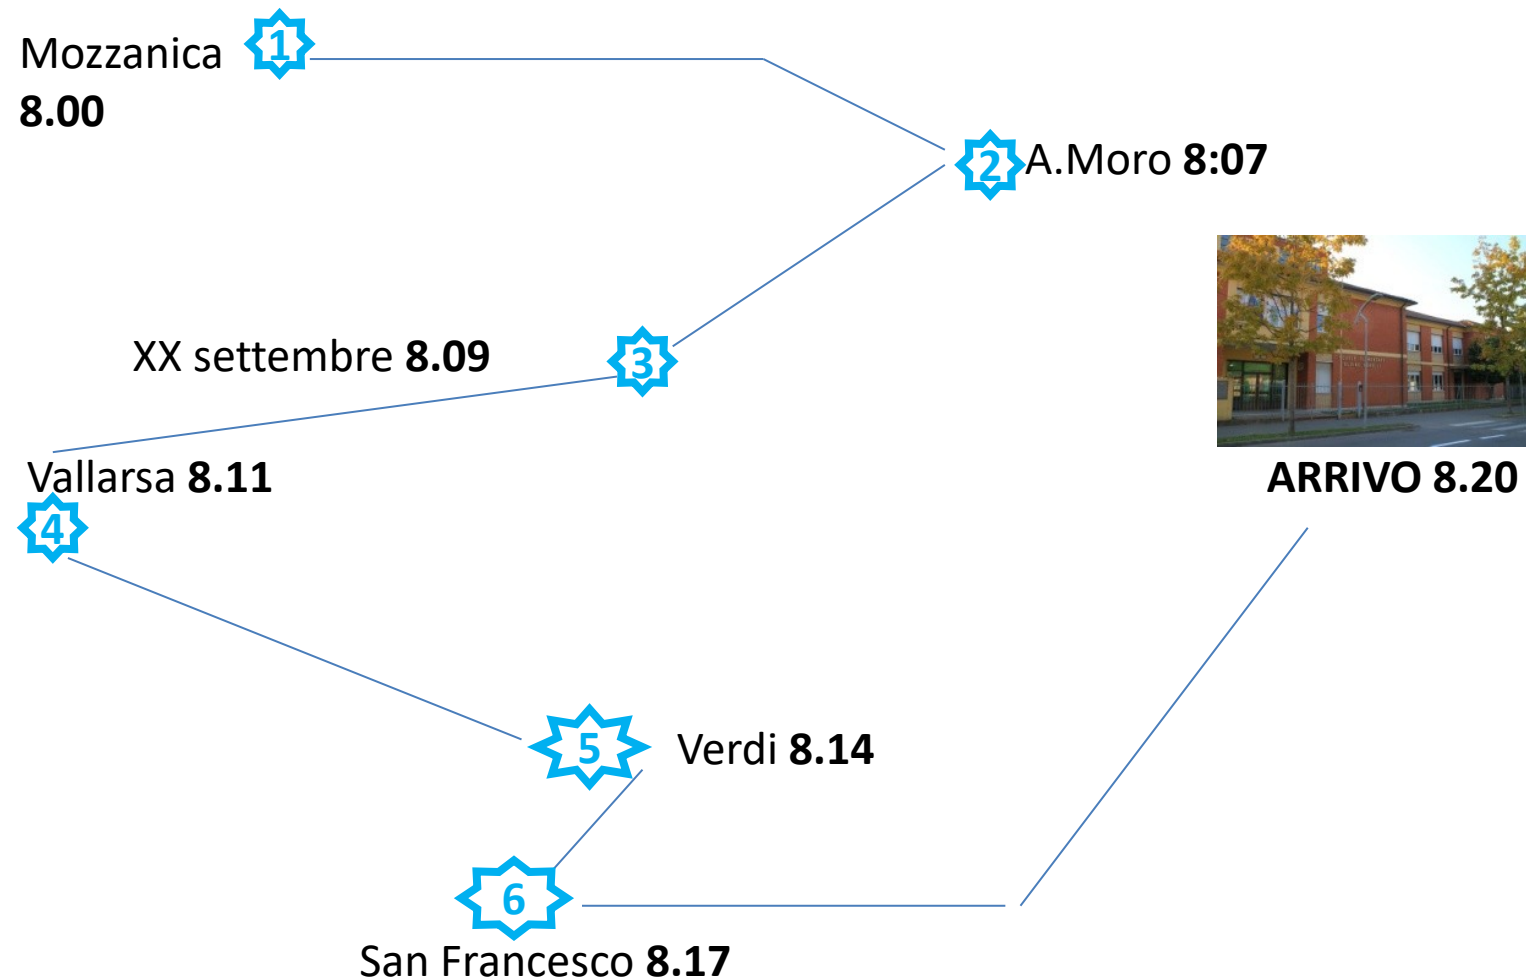 Mozzanica
8.00
1
2
A.Moro 8:07
XX settembre 8.09
3
Vallarsa 8.11
4
ARRIVO 8.20
5
Verdi 8.14
6
San Francesco 8.17